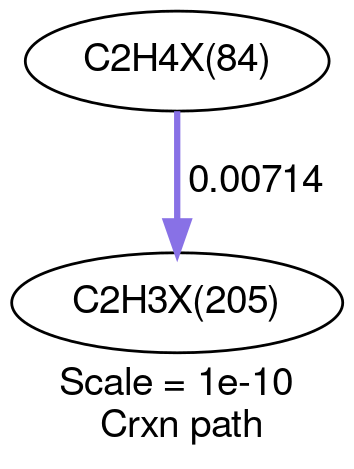 C2H4X(84)
0.00714
C2H3X(205)
Scale = 1e-10
Crxn path